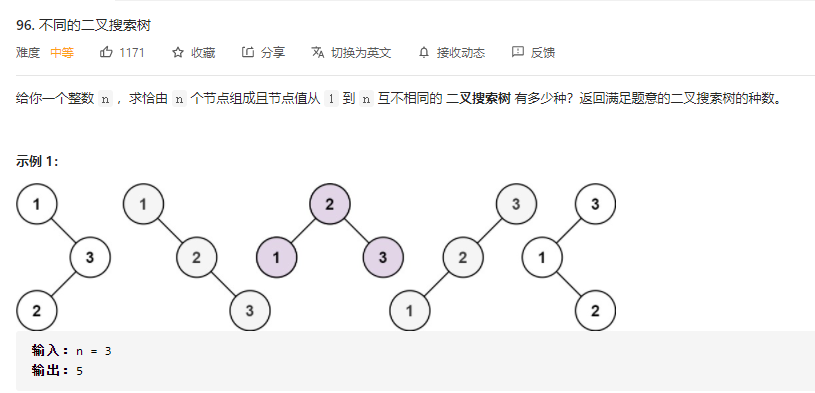 96. 不同的二叉搜索树
难度 中等 1171 收藏 分享 切换为英文 接收动态 反馈
给你一个整数 n ，求恰由 n 个节点组成且节点值从 1 到 n 互不相同的 二叉搜索树 有多少种？返回满足题意的二叉搜索树的种数。
示例 1：
1 1 2 3 3
3 2 1 3 2 1
2 3 1 2
输入：n = 3
输出：5